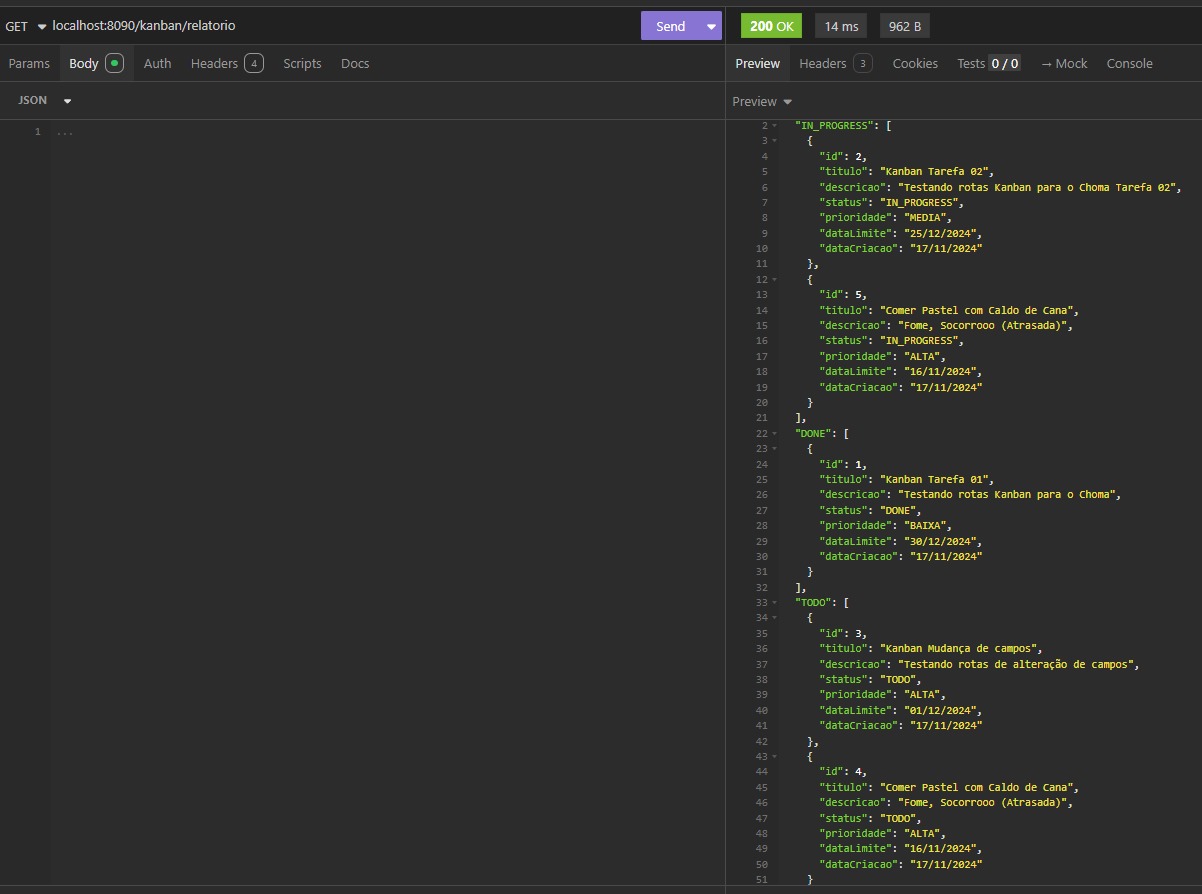 GET localhost:8090/kanban/relatorio Send 200 OK 14 ms 962 B
Params Body Auth Headers 4 Scripts Docs Preview Headers 3 Cookies Tests 0 / 0 → Mock Console
JSON Preview
1 ...
2 "IN_PROGRESS": [
3 {
4 "id": 2,
5 "titulo": "Kanban Tarefa 02",
6 "descricao": "Testando rotas Kanban para o Choma Tarefa 02",
7 "status": "IN_PROGRESS",
8 "prioridade": "MEDIA",
9 "dataLimite": "25/12/2024",
10 "dataCriacao": "17/11/2024"
11 },
12 {
13 "id": 5,
14 "titulo": "Comer Pastel com Caldo de Cana",
15 "descricao": "Fome, Socorrooo (Atrasada)",
16 "status": "IN_PROGRESS",
17 "prioridade": "ALTA",
18 "dataLimite": "16/11/2024",
19 "dataCriacao": "17/11/2024"
20 }
21 ],
22 "DONE": [
23 {
24 "id": 1,
25 "titulo": "Kanban Tarefa 01",
26 "descricao": "Testando rotas Kanban para o Choma",
27 "status": "DONE",
28 "prioridade": "BAIXA",
29 "dataLimite": "30/12/2024",
30 "dataCriacao": "17/11/2024"
31 }
32 ],
33 "TODO": [
34 {
35 "id": 3,
36 "titulo": "Kanban Mudança de campos",
37 "descricao": "Testando rotas de alteração de campos",
38 "status": "TODO",
39 "prioridade": "ALTA",
40 "dataLimite": "01/12/2024",
41 "dataCriacao": "17/11/2024"
42 },
43 {
44 "id": 4,
45 "titulo": "Comer Pastel com Caldo de Cana",
46 "descricao": "Fome, Socorrooo (Atrasada)",
47 "status": "TODO",
48 "prioridade": "ALTA",
49 "dataLimite": "16/11/2024",
50 "dataCriacao": "17/11/2024"
51 }